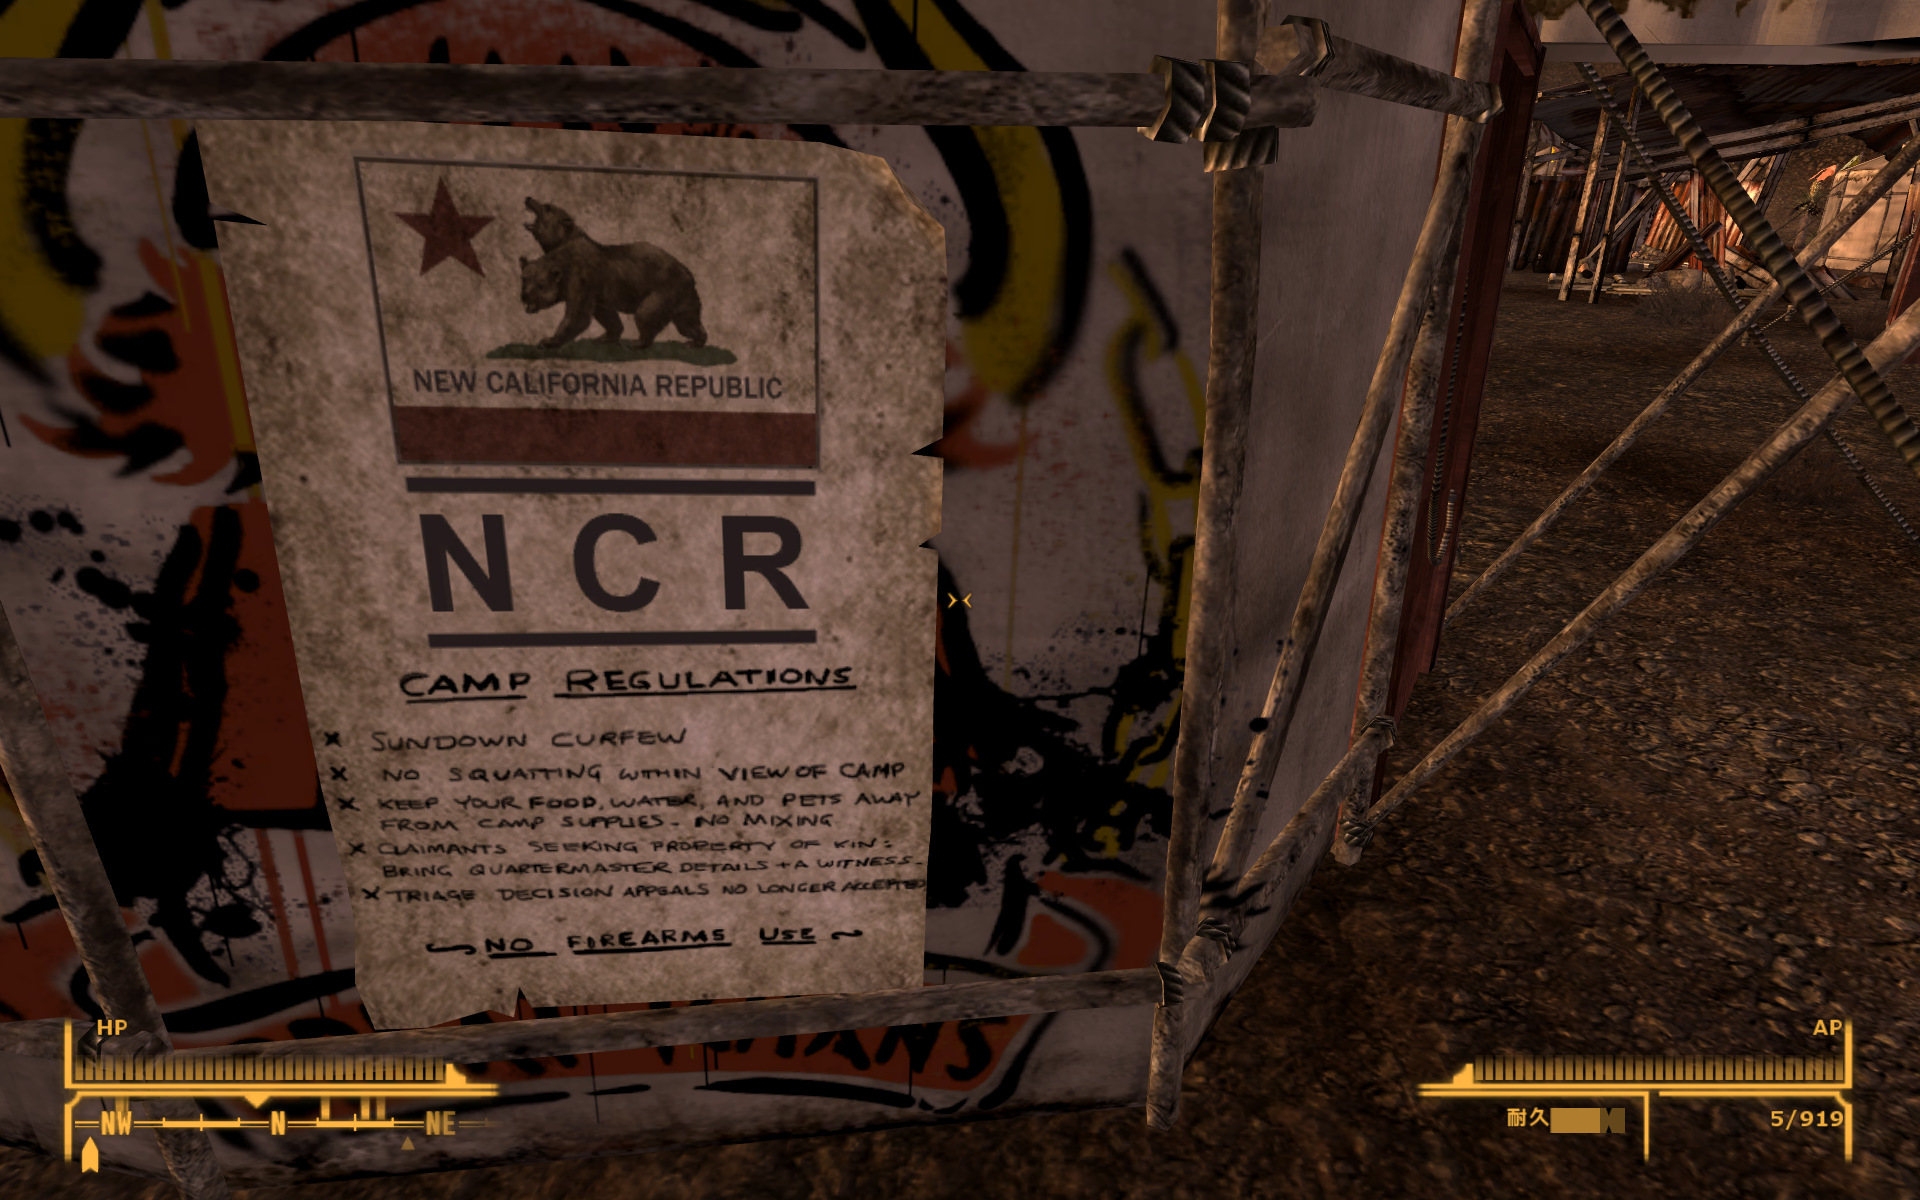 NEW CALIFORNIA REPUBLIC
NCR
CAMP REGULATIONS
x SUNDOWN CURFEW
x NO SQUATTING WITHIN VIEW OF CAMP
x KEEP YOUR FOOD, WATER, AND PETS AWAY
FROM CAMP SUPPLIES - NO MIXING
x CLAIMANTS SEEKING PROPERTY OF KIN:
BRING QUARTERMASTER DETAILS + A WITNESS.
x TRIAGE DECISION APPEALS NO LONGER ACCEPTED
~ NO FIREARMS USE ~
HP
NW N NE
AP
耐久
5/919